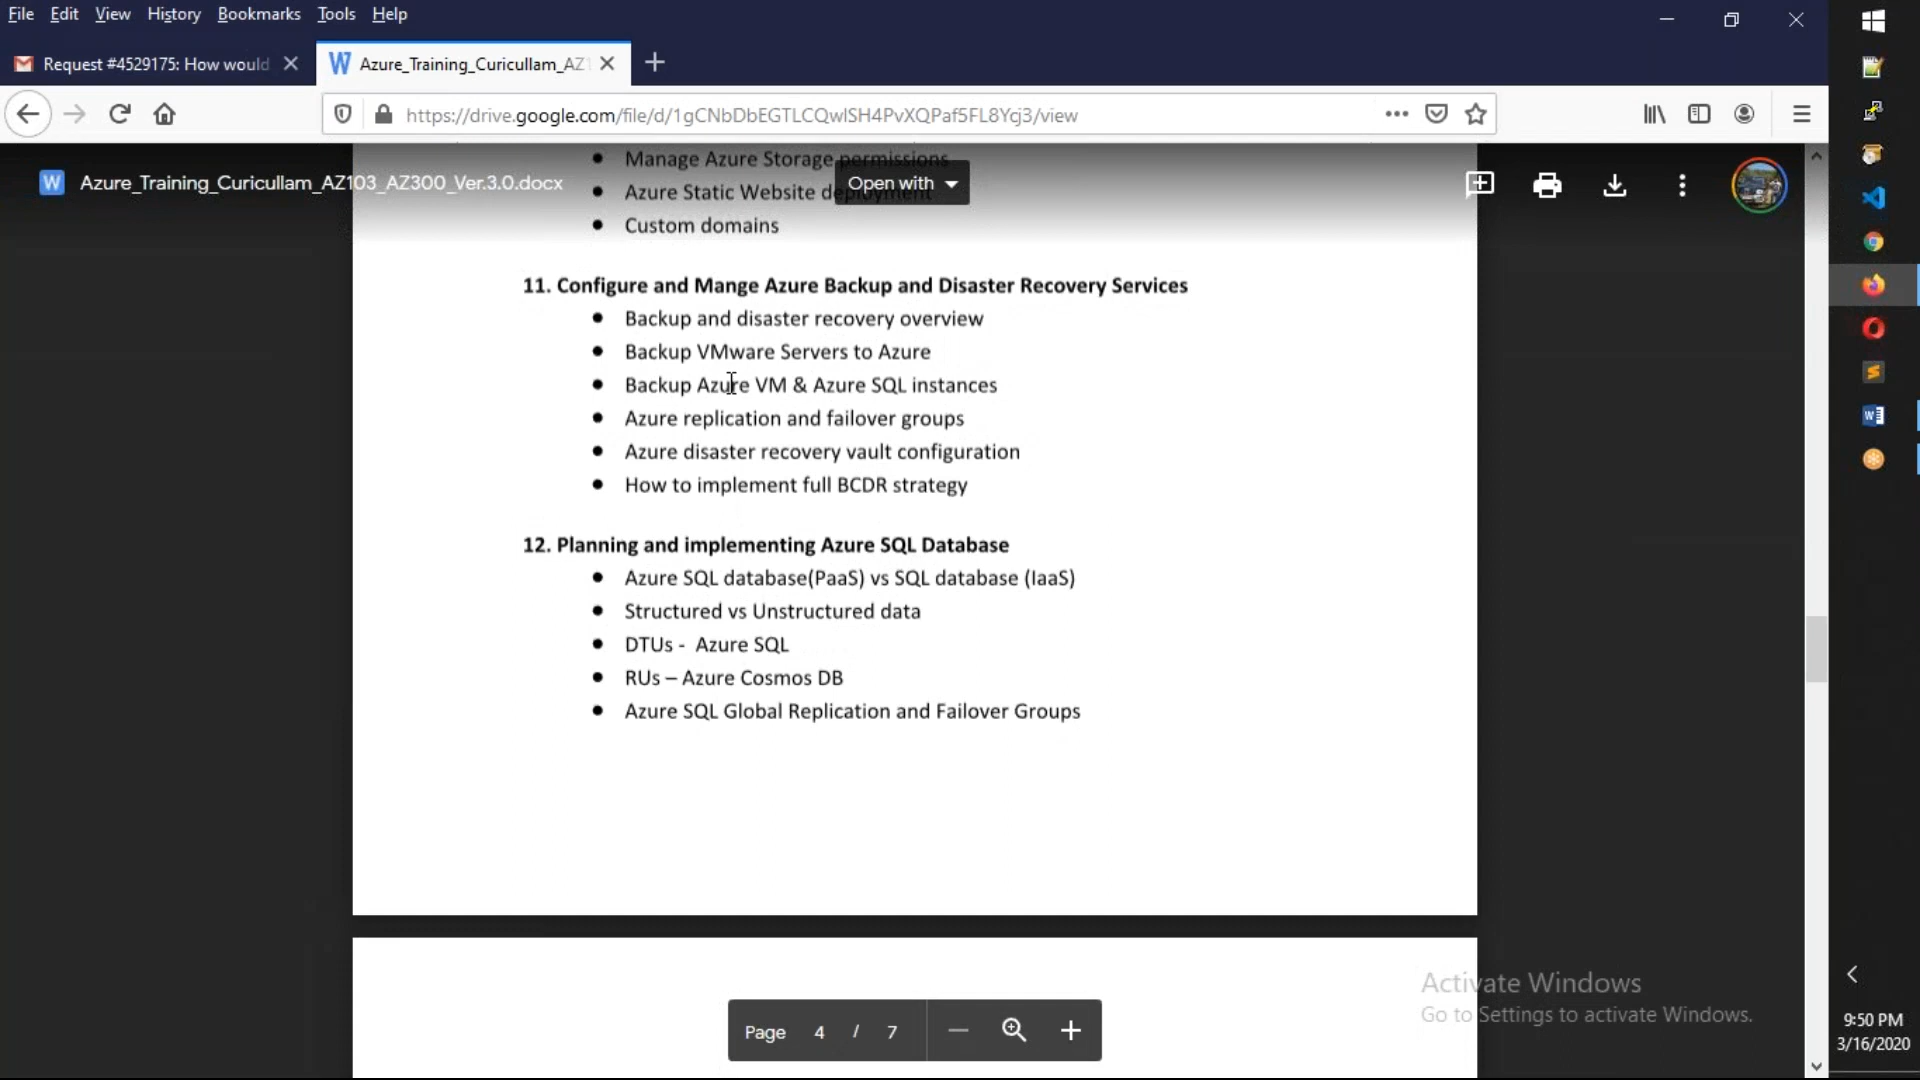 File Edit View History Bookmarks Tools Help
Request #4529175: How would
Azure_Training_Curicullam_AZ1
https://drive.google.com/file/d/1gCNbDbEGTLCQwlSH4PvXQPaf5FL8Ycj3/view
Manage Azure Storage permissions
Azure_Training_Curicullam_AZ103_AZ300_Ver.3.0.docx
Open with
Azure Static Website deployment
Custom domains
11. Configure and Mange Azure Backup and Disaster Recovery Services
Backup and disaster recovery overview
Backup VMware Servers to Azure
Backup Azure VM & Azure SQL instances
Azure replication and failover groups
Azure disaster recovery vault configuration
How to implement full BCDR strategy
12. Planning and implementing Azure SQL Database
Azure SQL database(PaaS) vs SQL database (IaaS)
Structured vs Unstructured data
DTUs - Azure SQL
RUs – Azure Cosmos DB
Azure SQL Global Replication and Failover Groups
Activate Windows
Go to Settings to activate Windows.
Page 4 / 7
9:50 PM
3/16/2020